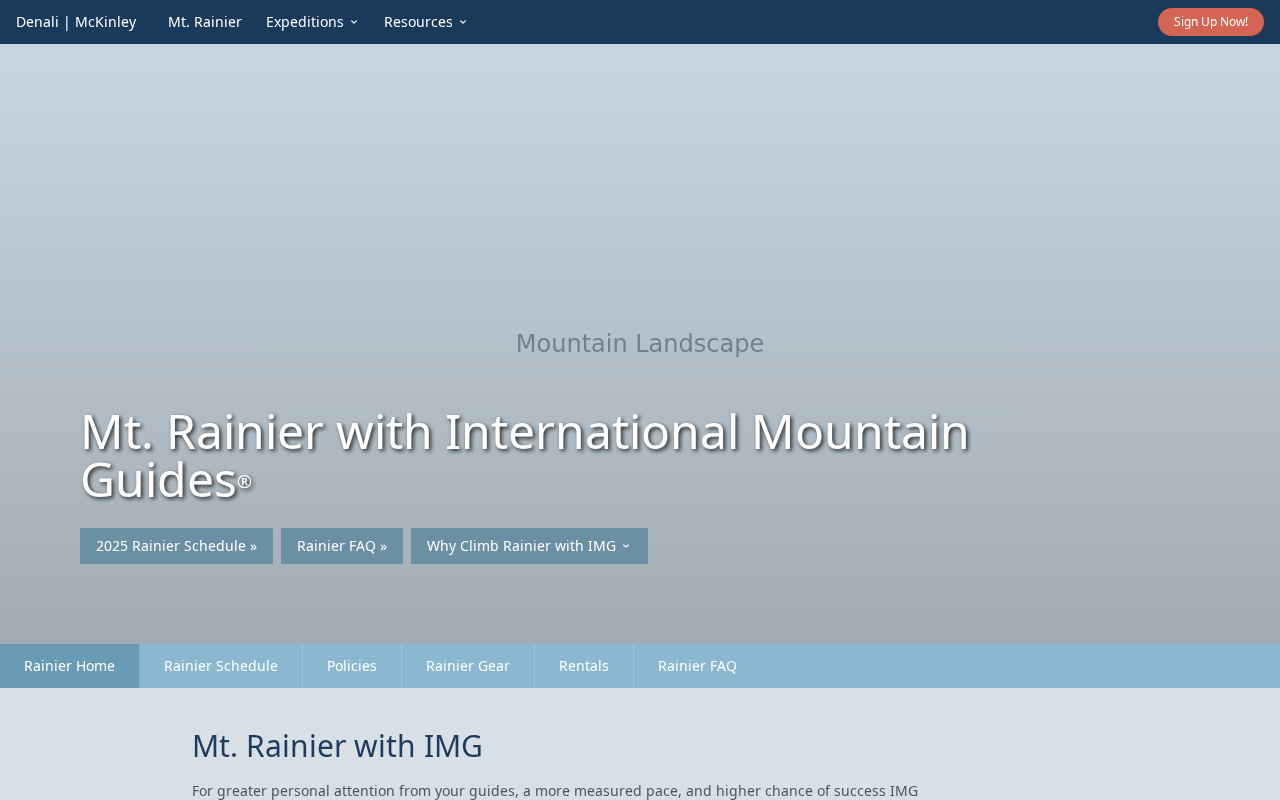 Denali | McKinley Mt. Rainier Expeditions Resources Sign Up Now!
Mountain Landscape
Mt. Rainier with International Mountain
Guides®
2025 Rainier Schedule » Rainier FAQ » Why Climb Rainier with IMG
Rainier Home Rainier Schedule Policies Rainier Gear Rentals Rainier FAQ
Mt. Rainier with IMG
For greater personal attention from your guides, a more measured pace, and higher chance of success IMG